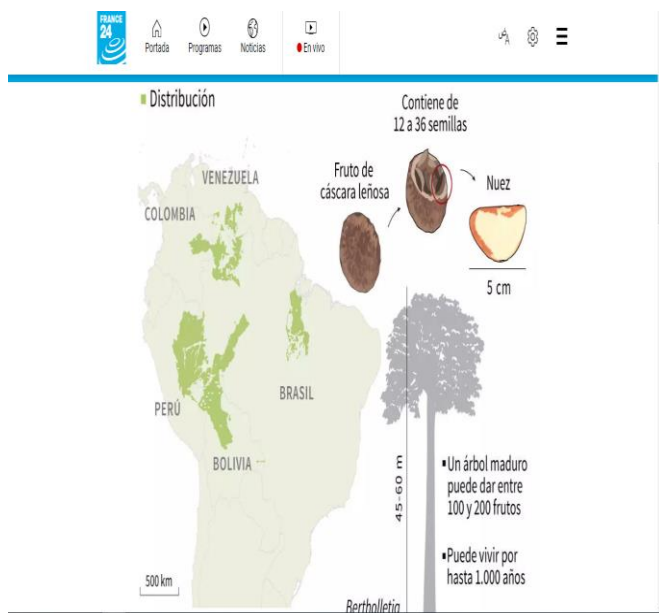 FRANCE
24
Portada
Programas
Noticias
En vivo
Distribución
Contiene de
12 a 36 semillas
Fruto de
cáscara leñosa
Nuez
5 cm
VENEZUELA
COLOMBIA
PERÚ
BRASIL
BOLIVIA
45-60 m
Un árbol maduro
puede dar entre
100 y 200 frutos
Puede vivir por
hasta 1.000 años
500 km
Bertholletia